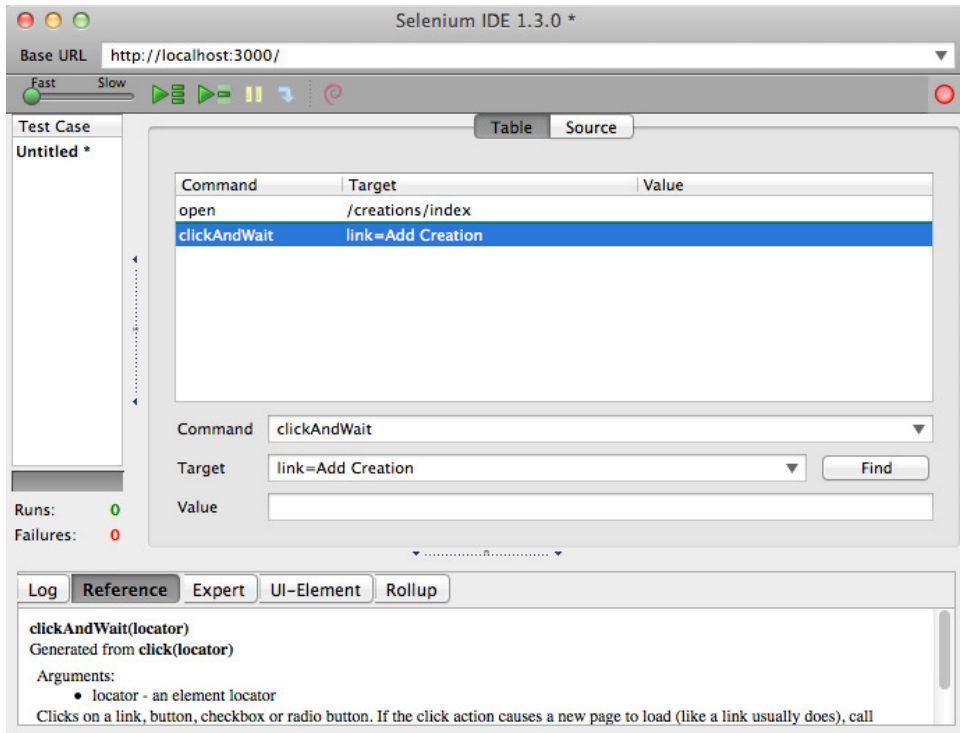 Selenium IDE 1.3.0 *
Base URL http://localhost:3000/
Fast Slow
Test Case
Untitled *
Table Source
Command Target Value
open /creations/index
clickAndWait link=Add Creation
Command clickAndWait
Target link=Add Creation Find
Value
Runs: 0
Failures: 0
Log Reference Expert UI-Element Rollup
clickAndWait(locator)
Generated from click(locator)
Arguments:
• locator - an element locator
Clicks on a link, button, checkbox or radio button. If the click action causes a new page to load (like a link usually does), call